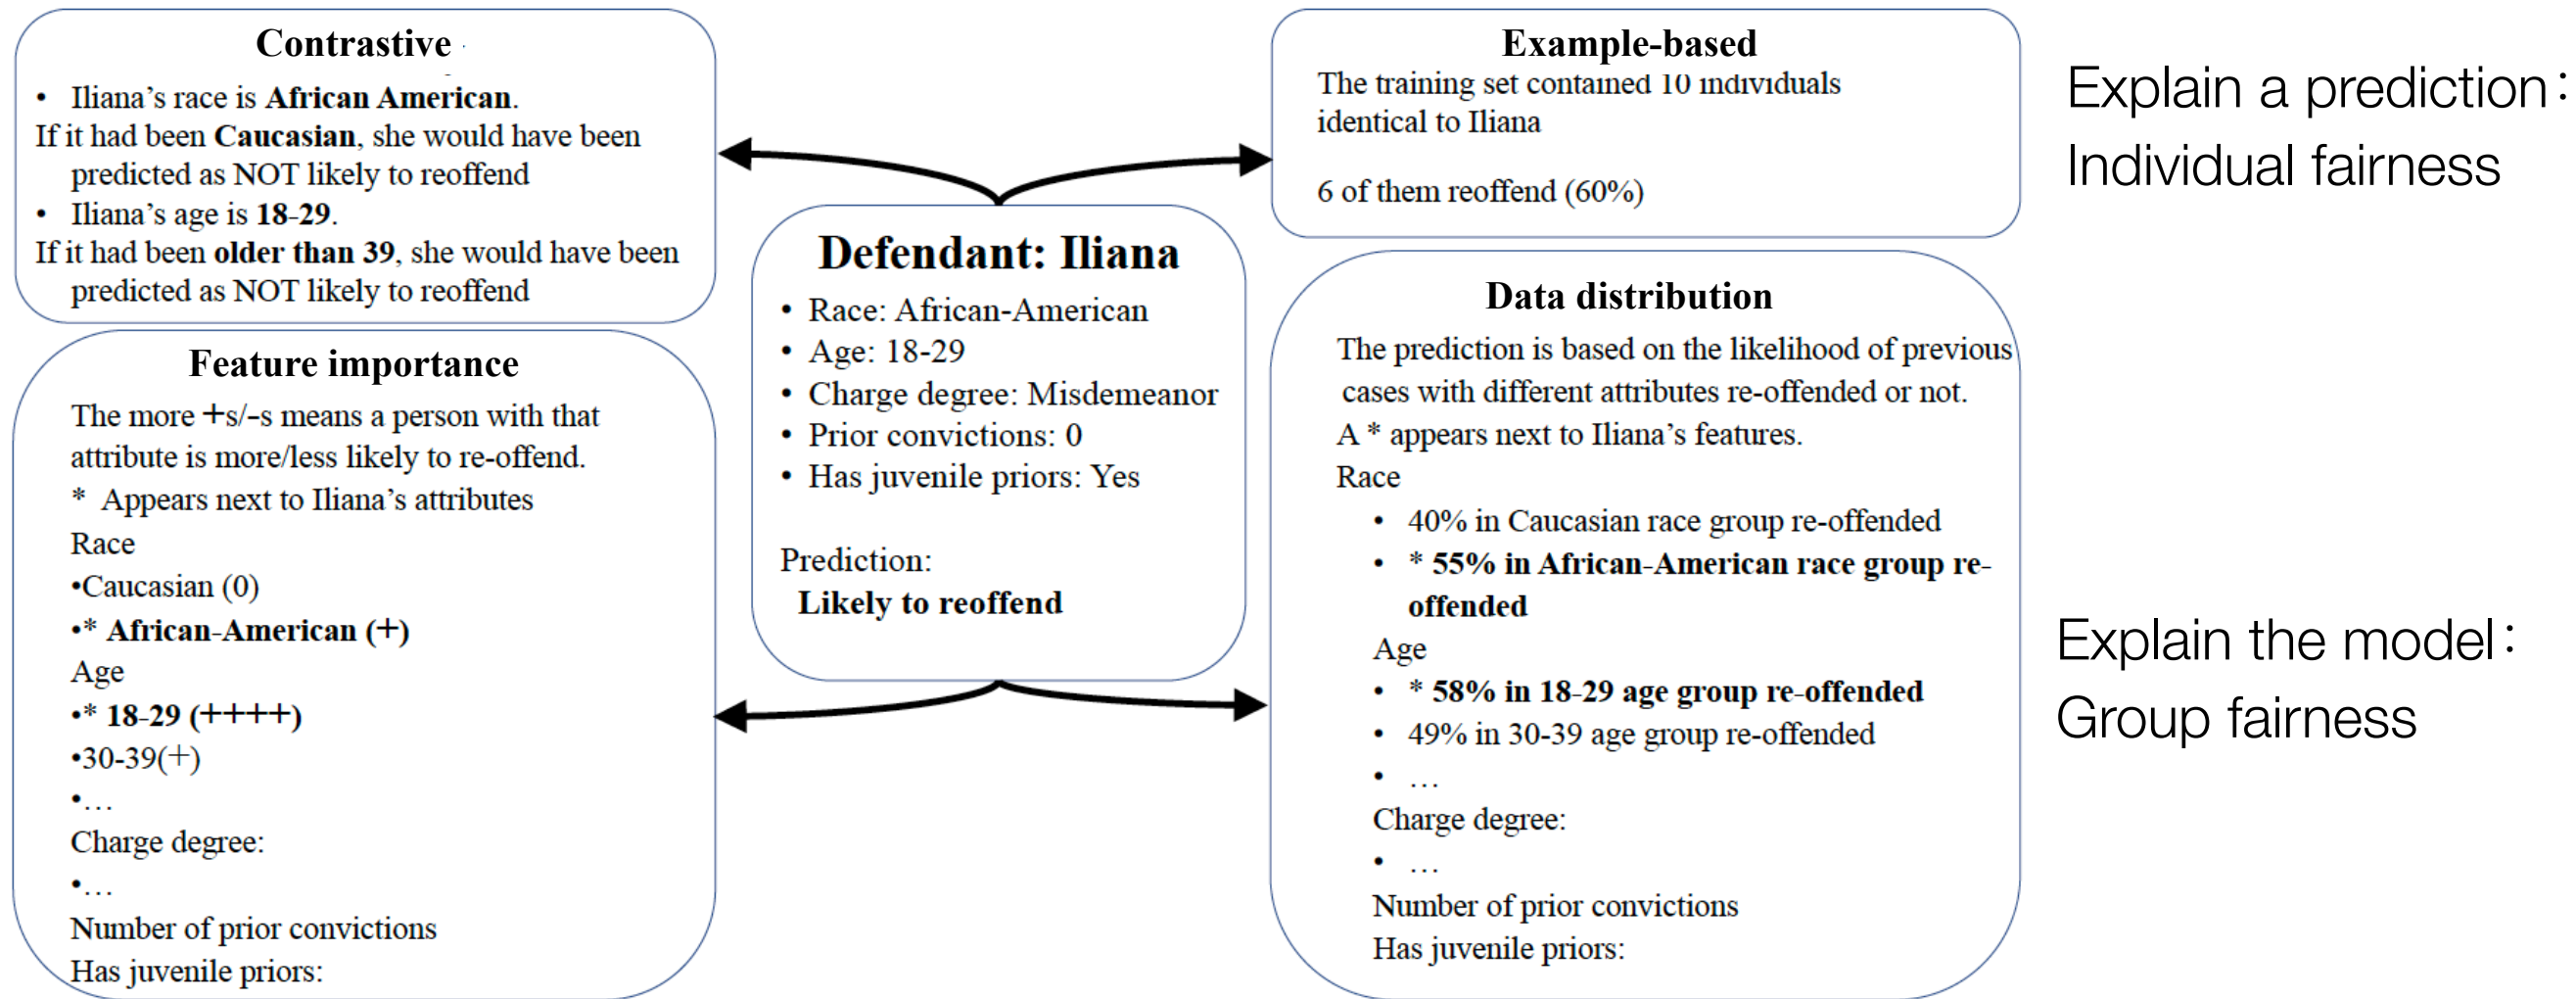 Contrastive
• Iliana's race is African American.
If it had been Caucasian, she would have been
predicted as NOT likely to reoffend
• Iliana's age is 18-29.
If it had been older than 39, she would have been
predicted as NOT likely to reoffend
Example-based
The training set contained 10 individuals
identical to Iliana
6 of them reoffend (60%)
Explain a prediction:
Individual fairness
Defendant: Iliana
• Race: African-American
• Age: 18-29
• Charge degree: Misdemeanor
• Prior convictions: 0
• Has juvenile priors: Yes
Prediction:
Likely to reoffend
Feature importance
The more +s/-s means a person with that
attribute is more/less likely to re-offend.
* Appears next to Iliana's attributes
Race
•Caucasian (0)
•* African-American (+)
Age
•* 18-29 (++++)
•30-39(+)
•…
Charge degree:
•…
Number of prior convictions
Has juvenile priors:
Data distribution
The prediction is based on the likelihood of previous
cases with different attributes re-offended or not.
A * appears next to Iliana's features.
Race
• 40% in Caucasian race group re-offended
• * 55% in African-American race group re-
offended
Age
• * 58% in 18-29 age group re-offended
• 49% in 30-39 age group re-offended
• …
Charge degree:
• …
Number of prior convictions
Has juvenile priors:
Explain the model:
Group fairness